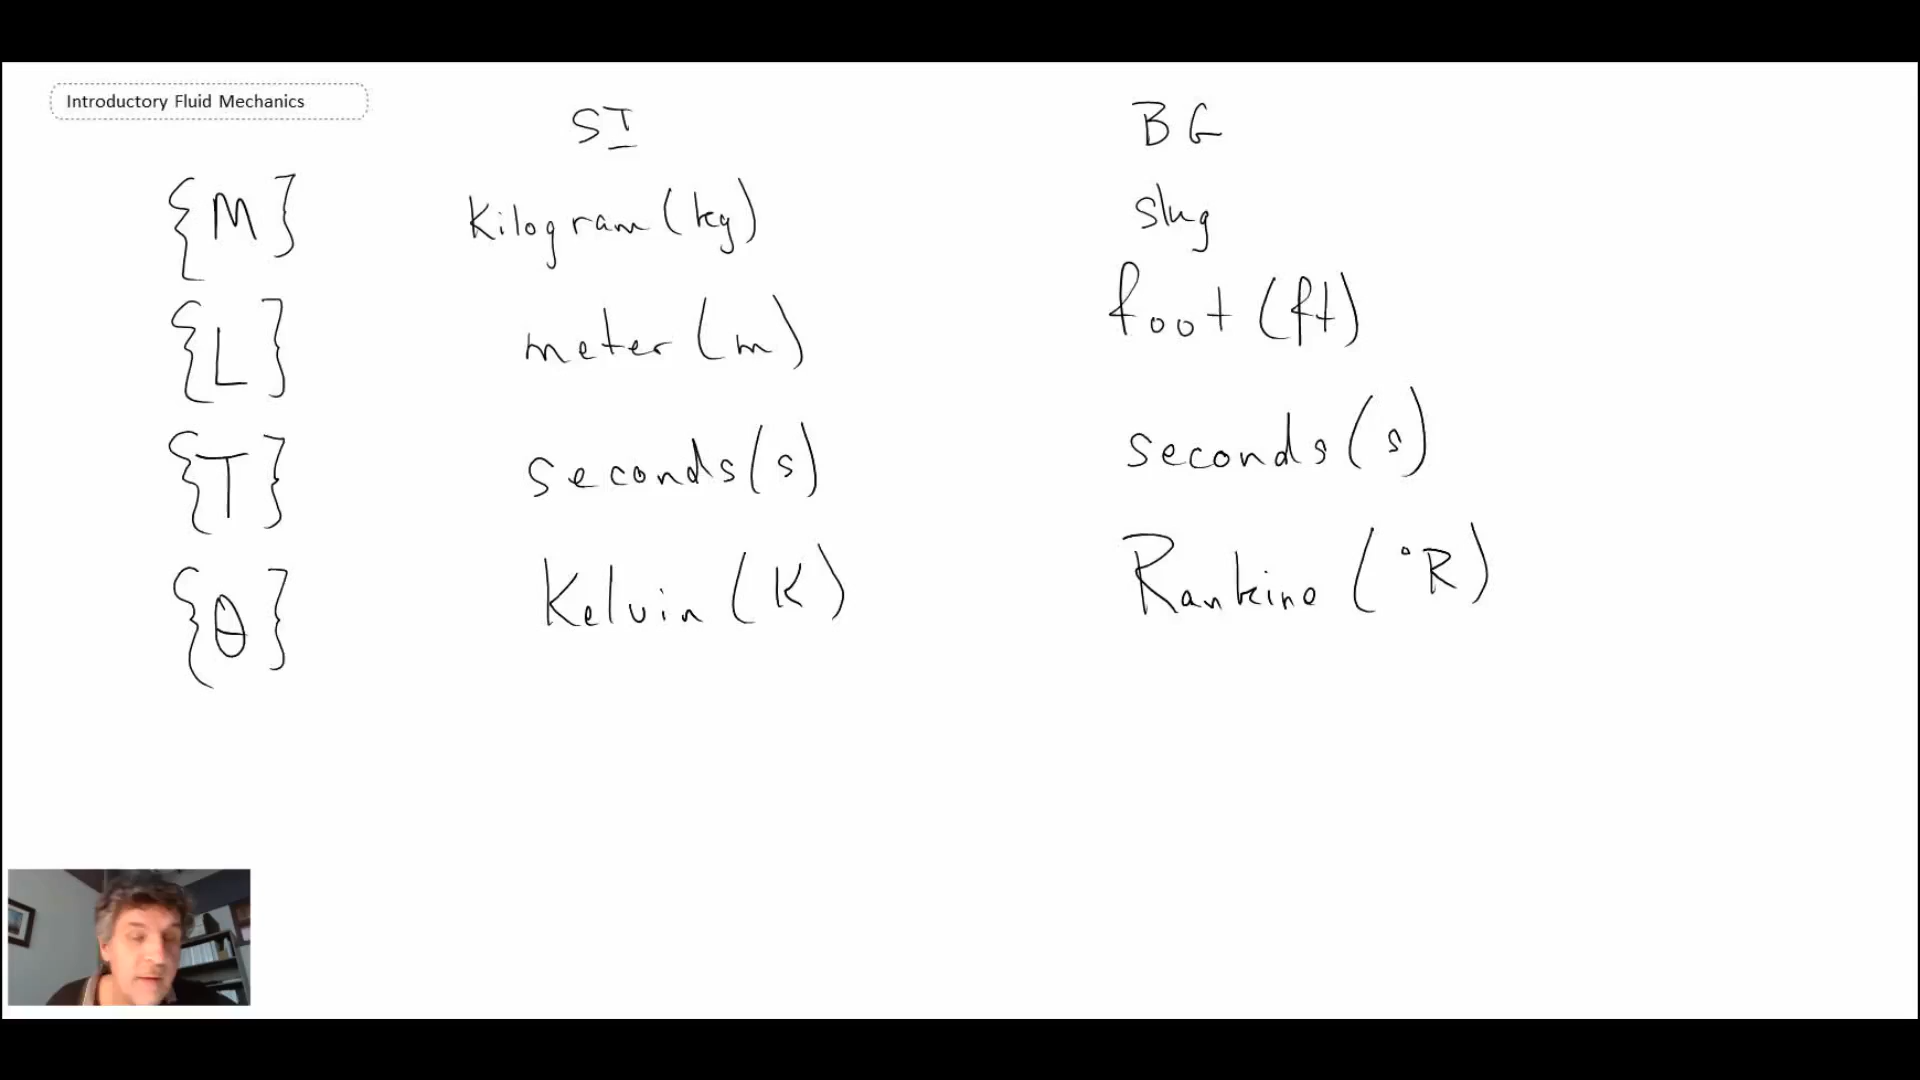 Introductory Fluid Mechanics
SI BG
{M} Kilogram (kg) slug
{L} meter (m) foot (ft)
{T} seconds (s) seconds (s)
{θ} Kelvin (K) Rankine (°R)